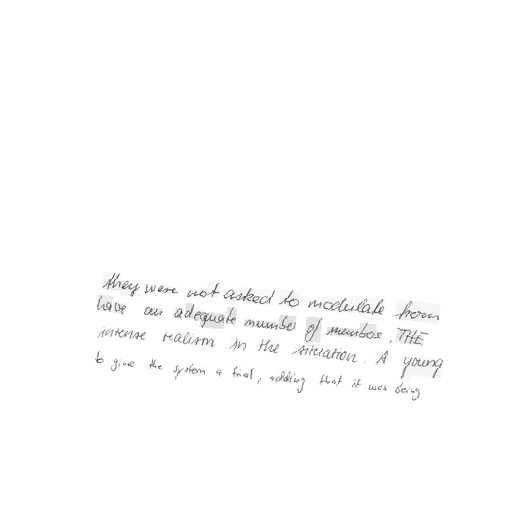 they were not asked to modulate from
have an adequate number of members . THE
intense realism in the situation . A young
to give the system a trial , adding that it was being